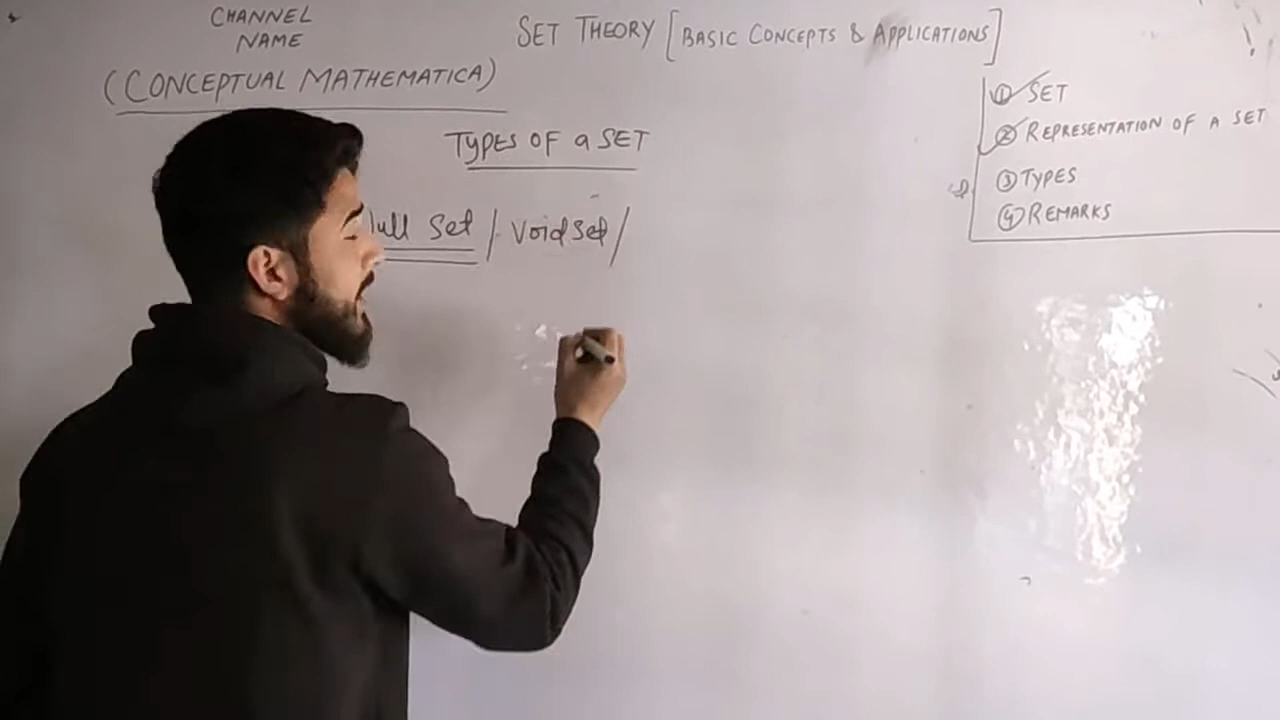 CHANNEL
NAME
(CONCEPTUAL MATHEMATICA)
SET THEORY [BASIC CONCEPTS & APPLICATIONS]
① SET
② REPRESENTATION OF A SET
③ TYPES
④ REMARKS
TYPES OF a SET
Null Set / Void Set /